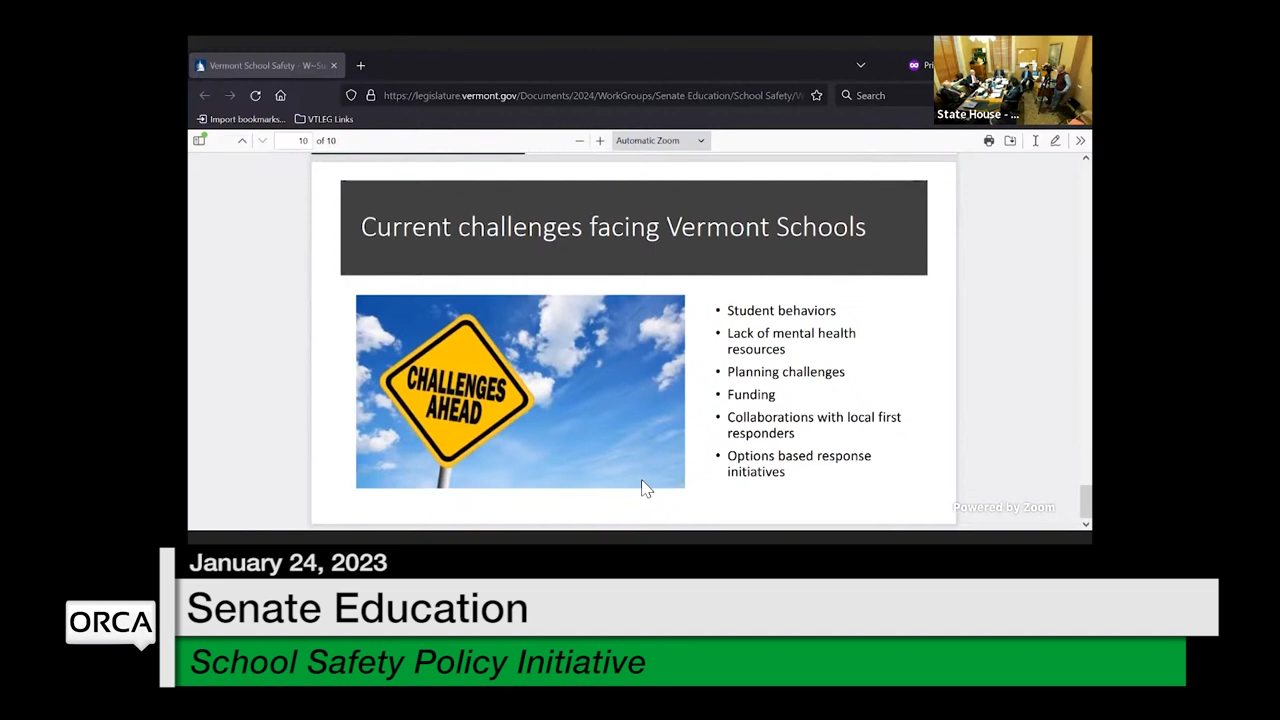 Vermont School Safety - W~Su
Pri
https://legislature.vermont.gov/Documents/2024/WorkGroups/Senate Education/School Safety/W
Search
State House - ...
Import bookmarks...
VTLEG Links
10 of 10
Automatic Zoom
Current challenges facing Vermont Schools
CHALLENGES
AHEAD
• Student behaviors
• Lack of mental health
resources
• Planning challenges
• Funding
• Collaborations with local first
responders
• Options based response
initiatives
Powered by Zoom
January 24, 2023
ORCA
Senate Education
School Safety Policy Initiative